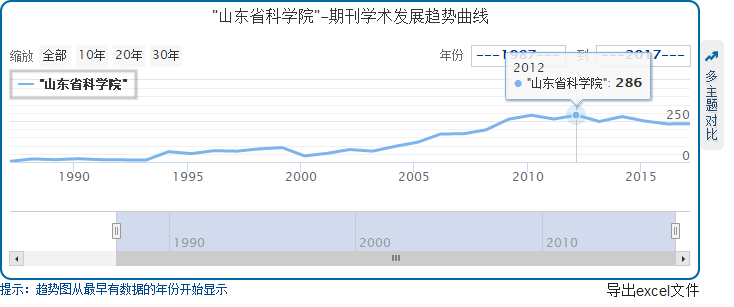 "山东省科学院"-期刊学术发展趋势曲线
缩放 全部 10年 20年 30年
年份 ---1987--- 到 ---2017---
2012
"山东省科学院": 286
"山东省科学院"
250
0
1990 1995 2000 2005 2010 2015
1990 2000 2010
多主题对比
提示：趋势图从最早有数据的年份开始显示
导出excel文件